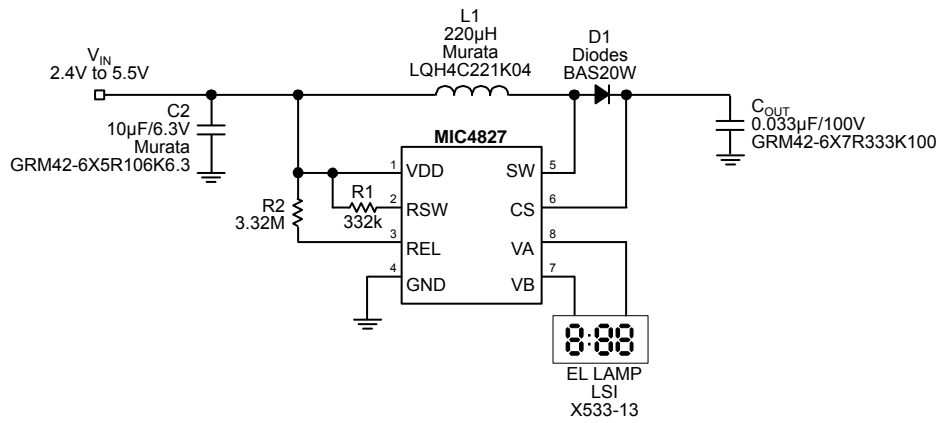 L1
220µH
Murata
LQH4C221K04
D1
Diodes
BAS20W
VIN
2.4V to 5.5V
C2
10µF/6.3V
Murata
GRM42-6X5R106K6.3
COUT
0.033µF/100V
GRM42-6X7R333K100
MIC4827
1
VDD
SW
5
R1
332k
2
RSW
CS
6
R2
3.32M
3
REL
VA
8
4
GND
VB
7
8:88
EL LAMP
LSI
X533-13